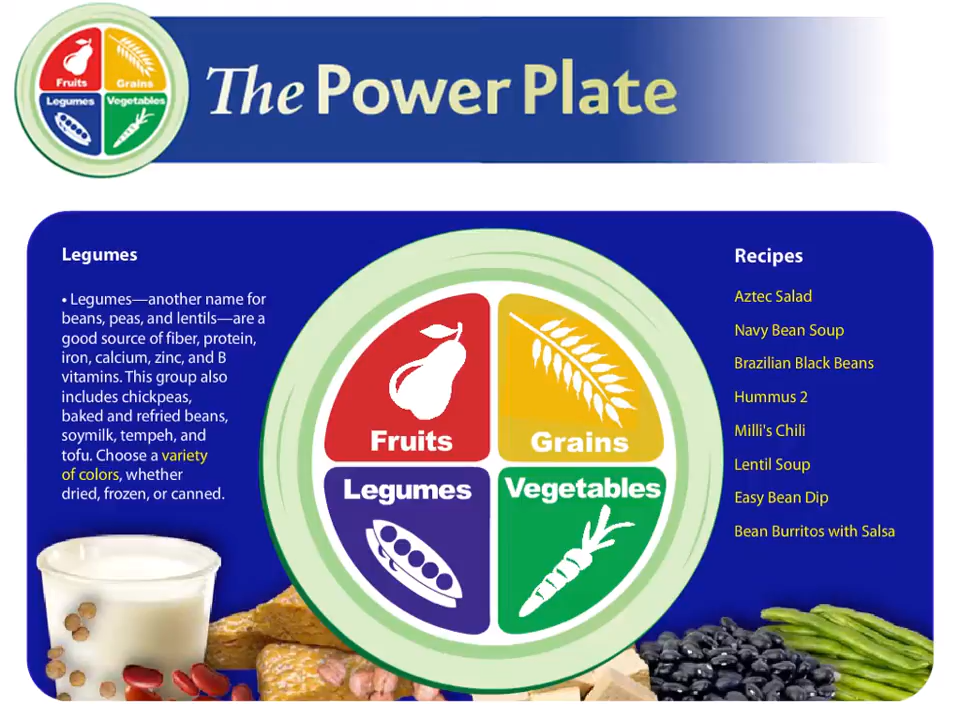 Fruits
Grains
Legumes
Vegetables
The Power Plate
Legumes
• Legumes—another name for
beans, peas, and lentils—are a
good source of fiber, protein,
iron, calcium, zinc, and B
vitamins. This group also
includes chickpeas,
baked and refried beans,
soymilk, tempeh, and
tofu. Choose a variety
of colors, whether
dried, frozen, or canned.
Fruits
Grains
Legumes
Vegetables
Recipes
Aztec Salad
Navy Bean Soup
Brazilian Black Beans
Hummus 2
Milli's Chili
Lentil Soup
Easy Bean Dip
Bean Burritos with Salsa